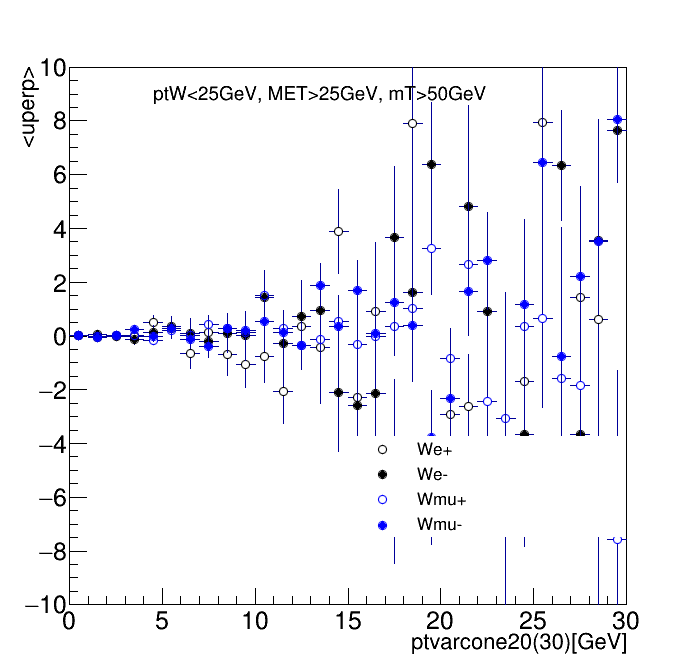 <uperp>
ptW<25GeV, MET>25GeV, mT>50GeV
10
8
6
4
2
0
−2
−4
−6
−8
−10
We+
We-
Wmu+
Wmu-
0 5 10 15 20 25 30
ptvarcone20(30)[GeV]